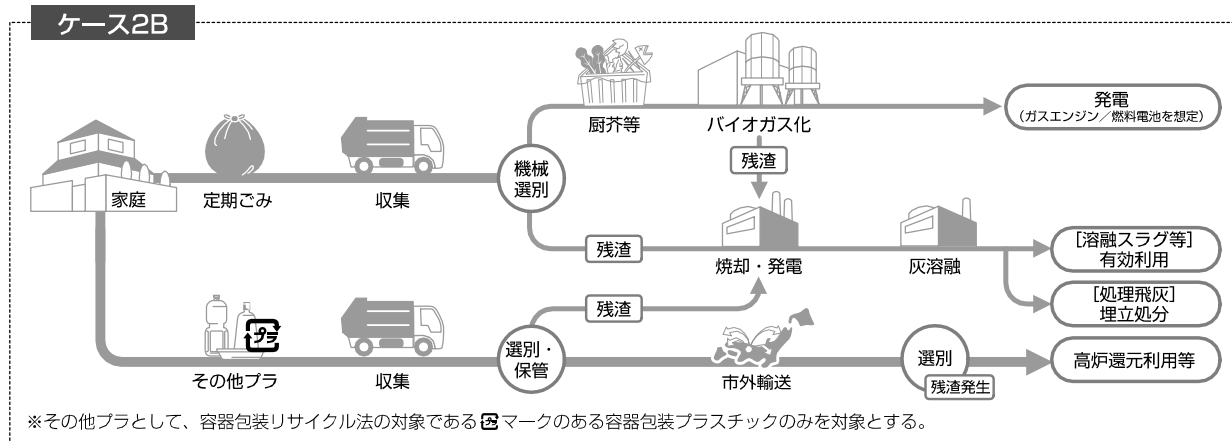 ケース2B
厨芥等
バイオガス化
発電
(ガスエンジン/燃料電池を想定)
残渣
家庭
定期ごみ
収集
機械
選別
残渣
焼却・発電
灰溶融
[溶融スラグ等]
有効利用
残渣
[処理飛灰]
埋立処分
プラ
その他プラ
収集
選別・
保管
市外輸送
選別
残渣発生
高炉還元利用等
※その他プラとして、容器包装リサイクル法の対象であるプラマークのある容器包装プラスチックのみを対象とする。